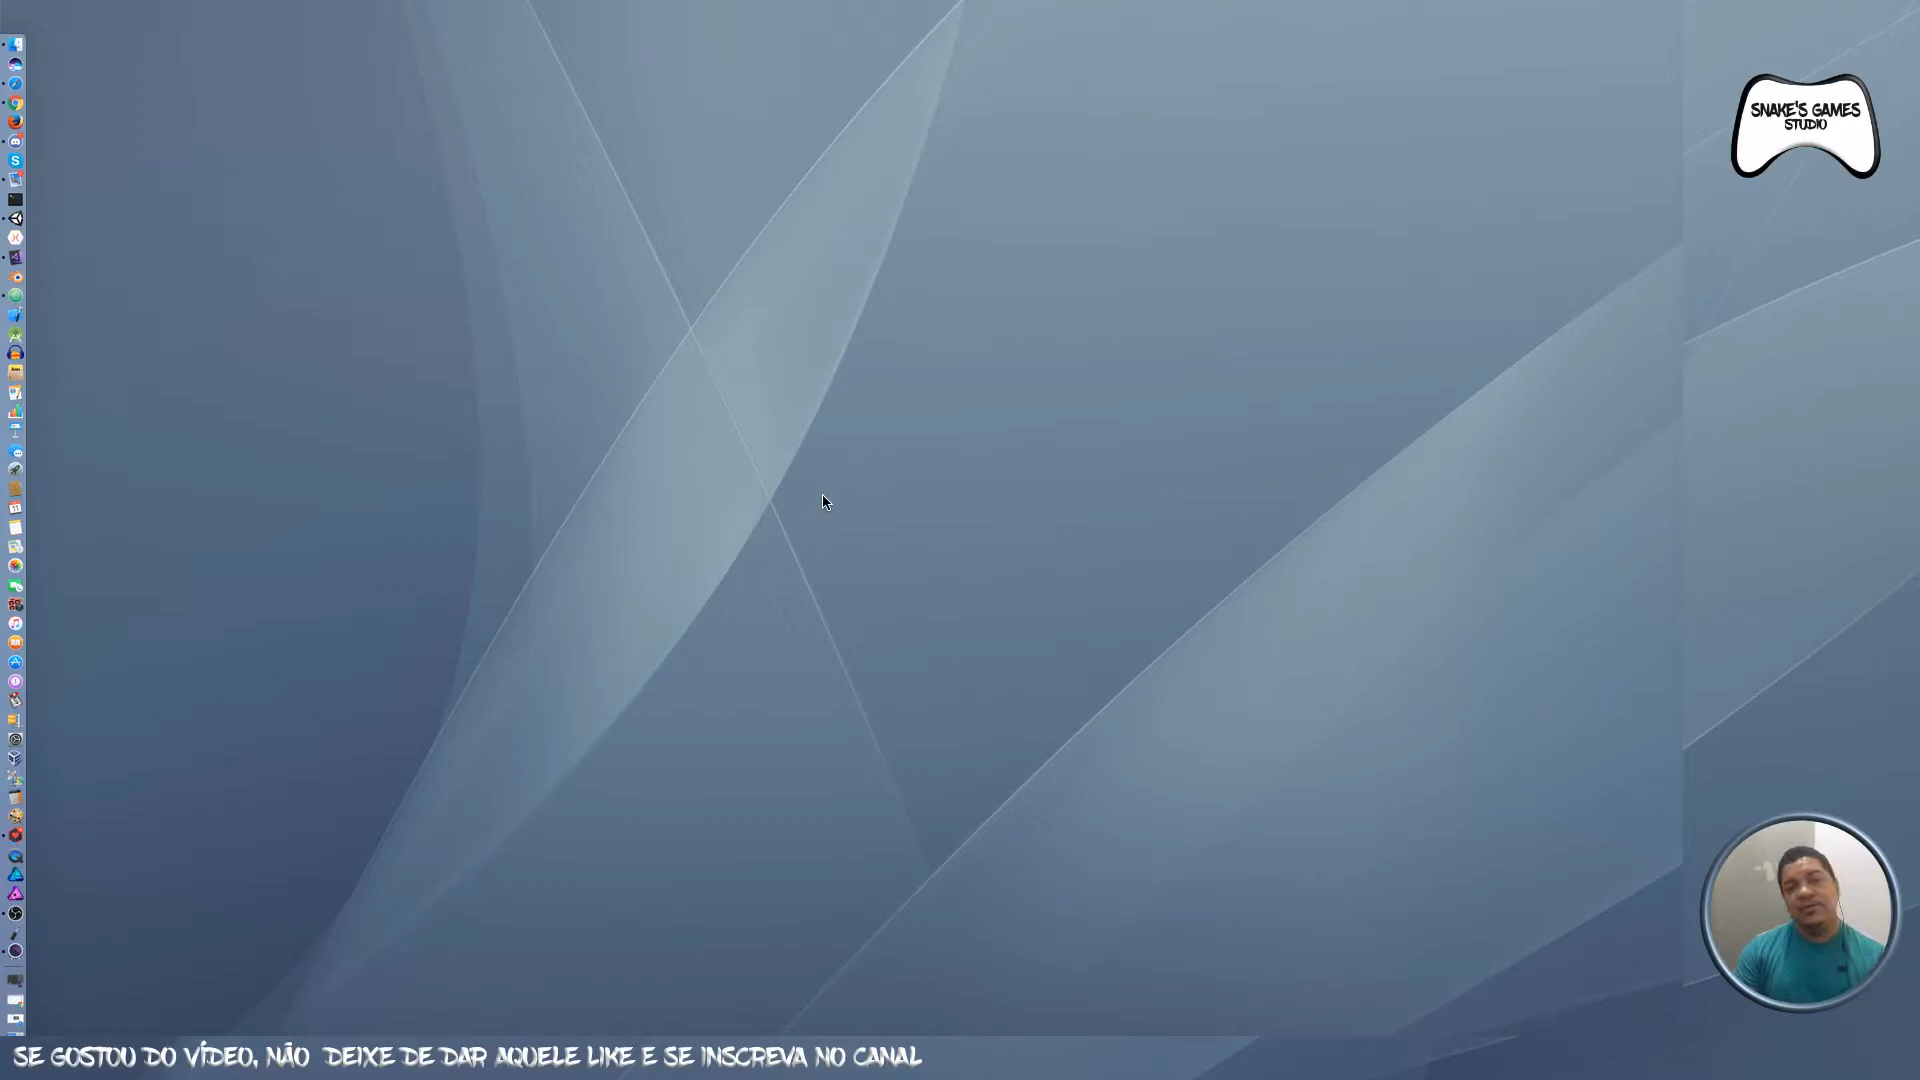 SNAKE'S GAMES
STUDIO
SE GOSTOU DO VÍDEO, NÃO DEIXE DE DAR AQUELE LIKE E SE INSCREVA NO CANAL